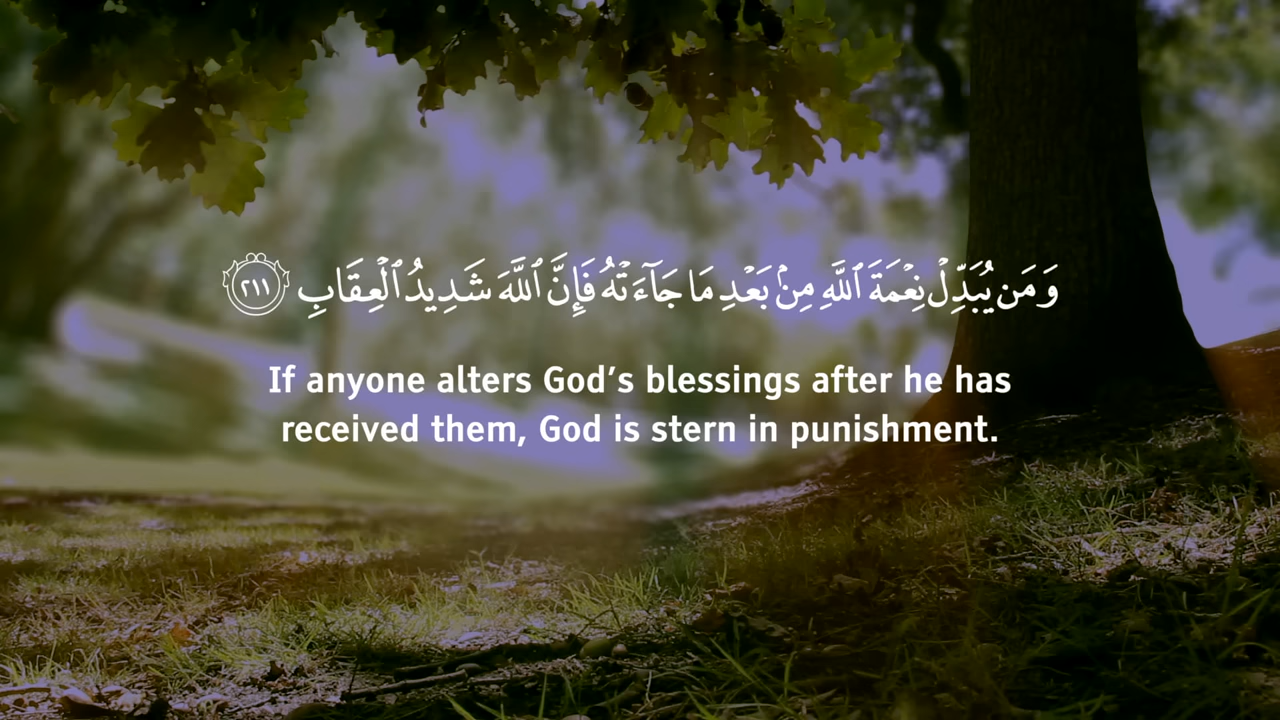 وَمَن يُبَدِّلْ نِعْمَةَ ٱللَّهِ مِنۢ بَعْدِ مَا جَآءَتْهُ فَإِنَّ ٱللَّهَ شَدِيدُ ٱلْعِقَابِ ٢١١
If anyone alters God’s blessings after he has
received them, God is stern in punishment.